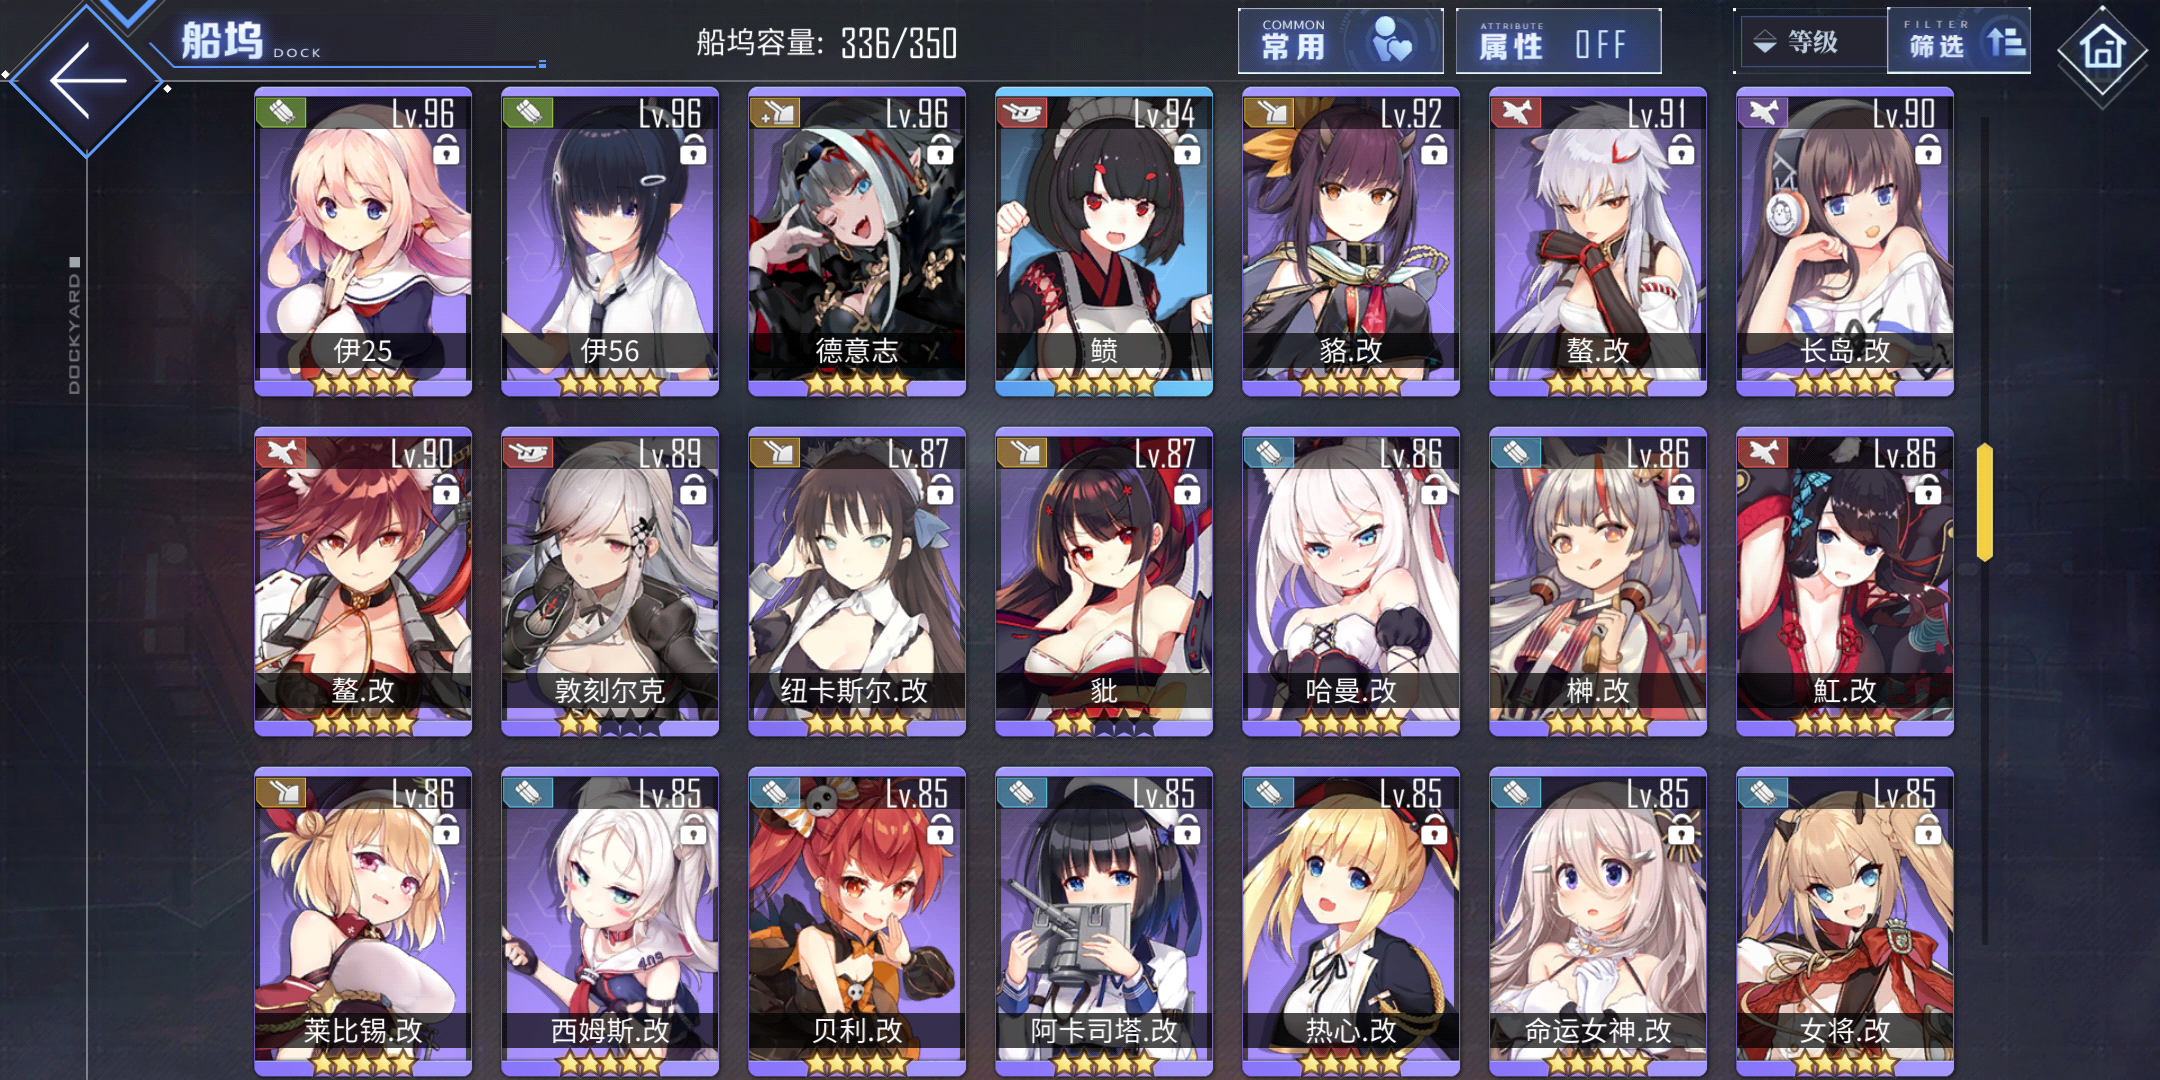 船坞 DOCK
船坞容量: 336/350
COMMON
常用
ATTRIBUTE
属性 OFF
等级
FILTER
筛选
DOCKYARD
Lv.96
Lv.96
Lv.96
Lv.94
Lv.92
Lv.91
Lv.90
伊25
伊56
德意志
鲼
貉.改
螯.改
长岛.改
Lv.90
Lv.89
Lv.87
Lv.87
Lv.86
Lv.86
Lv.86
鳌.改
敦刻尔克
纽卡斯尔.改
豼
哈曼.改
榊.改
魟.改
Lv.86
Lv.85
Lv.85
Lv.85
Lv.85
Lv.85
Lv.85
409
莱比锡.改
西姆斯.改
贝利.改
阿卡司塔.改
热心.改
命运女神.改
女将.改